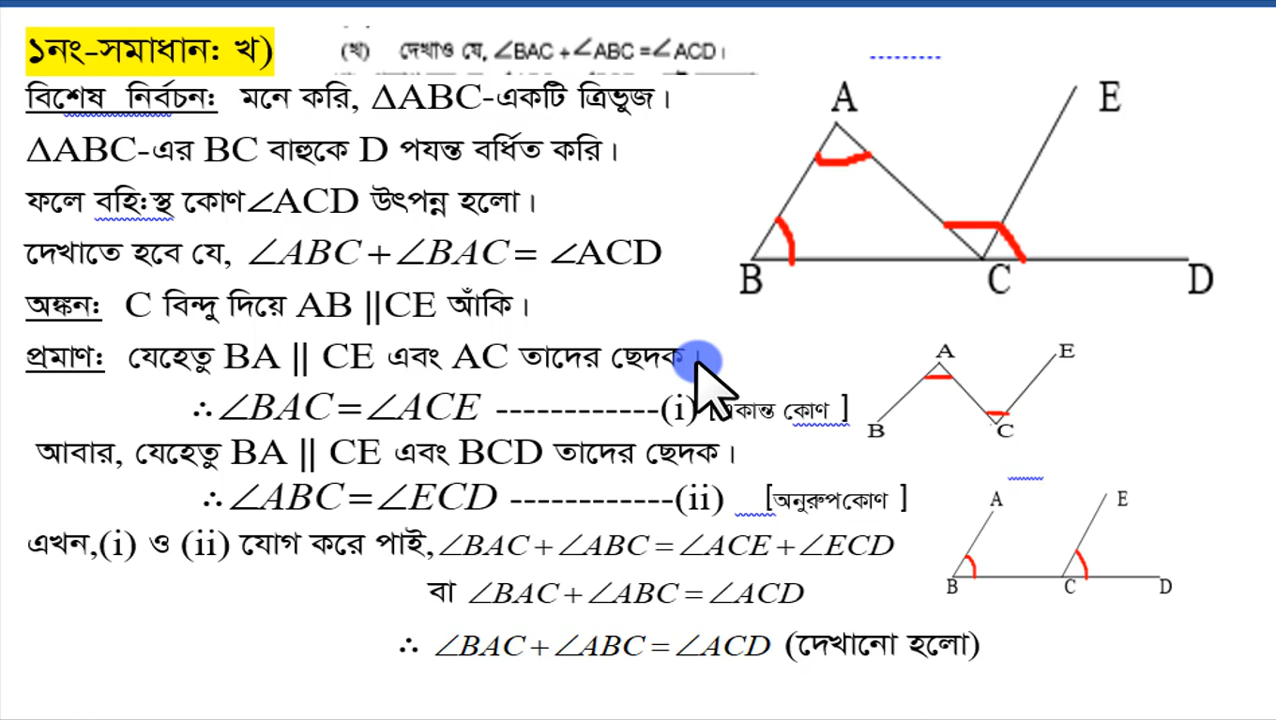 ১নং-সমাধান: খ)
(খ) দেখাও যে, ∠BAC + ∠ABC = ∠ACD।
বিশেষ নির্বচন: মনে করি, ΔABC-একটি ত্রিভুজ।
ΔABC-এর BC বাহুকে D পযন্ত বর্ধিত করি।
ফলে বহি:স্থ কোণ∠ACD উৎপন্ন হলো।
দেখাতে হবে যে, ∠ABC+∠BAC= ∠ACD
অঙ্কন: C বিন্দু দিয়ে AB ||CE আঁকি।
প্রমাণ: যেহেতু BA || CE এবং AC তাদের ছেদক।
∴∠BAC=∠ACE ------------(i) [কান্ত কোণ ]
আবার, যেহেতু BA || CE এবং BCD তাদের ছেদক।
∴∠ABC=∠ECD ------------(ii) [অনুরুপকোণ ]
এখন,(i) ও (ii) যোগ করে পাই,∠BAC+∠ABC=∠ACE+∠ECD
বা ∠BAC+∠ABC=∠ACD
∴ ∠BAC+∠ABC=∠ACD (দেখানো হলো)
A E
B C D
A E
B C
A E
B C D